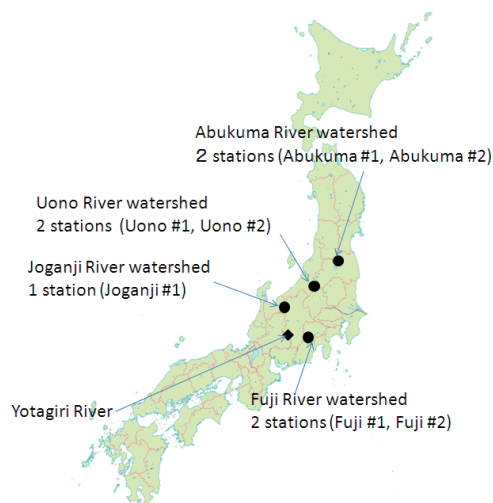 Abukuma River watershed
２ stations (Abukuma #1, Abukuma #2)
Uono River watershed
2 stations (Uono #1, Uono #2)
Joganji River watershed
1 station (Joganji #1)
Yotagiri River
Fuji River watershed
2 stations (Fuji #1, Fuji #2)